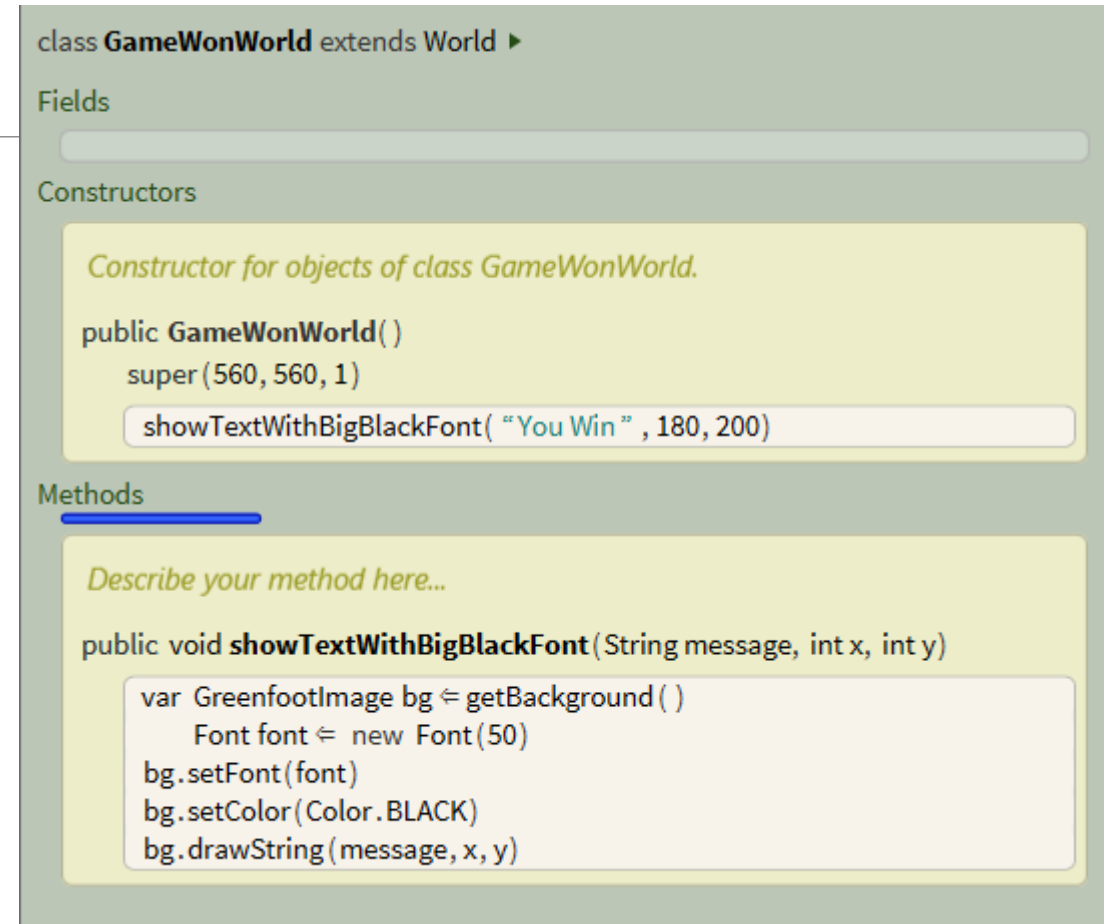 class GameWonWorld extends World ▸
Fields
Constructors
Constructor for objects of class GameWonWorld.
public GameWonWorld()
super(560, 560, 1)
showTextWithBigBlackFont( “You Win” , 180, 200)
Methods
Describe your method here...
public void showTextWithBigBlackFont(String message, int x, int y)
var GreenfootImage bg ⇐ getBackground()
Font font ⇐ new Font(50)
bg.setFont(font)
bg.setColor(Color.BLACK)
bg.drawString(message, x, y)